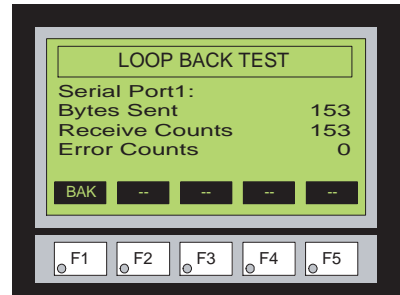 LOOP BACK TEST
Serial Port1:
Bytes Sent 153
Receive Counts 153
Error Counts 0
BAK -- -- -- --
F1 F2 F3 F4 F5